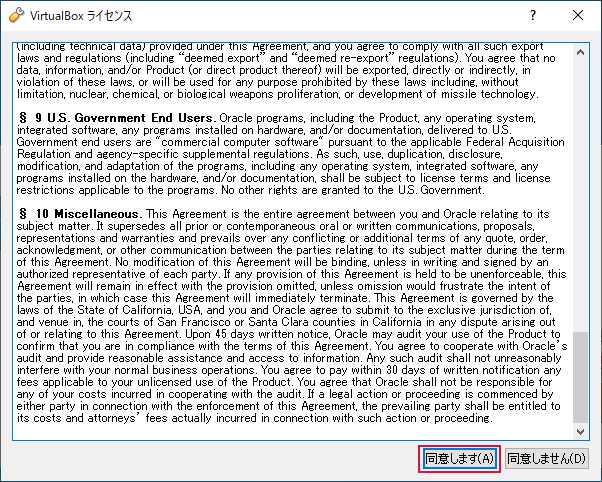 VirtualBox ライセンス
(including technical data) provided under this Agreement, and you agree to comply with all such export
laws and regulations (including “deemed export” and “deemed re-export” regulations). You agree that no
data, information, and/or Product (or direct product thereof) will be exported, directly or indirectly, in
violation of these laws, or will be used for any purpose prohibited by these laws including, without
limitation, nuclear, chemical, or biological weapons proliferation, or development of missile technology.
§ 9 U.S. Government End Users. Oracle programs, including the Product, any operating system,
integrated software, any programs installed on hardware, and/or documentation, delivered to U.S.
Government end users are "commercial computer software" pursuant to the applicable Federal Acquisition
Regulation and agency-specific supplemental regulations. As such, use, duplication, disclosure,
modification, and adaptation of the programs, including any operating system, integrated software, any
programs installed on the hardware, and/or documentation, shall be subject to license terms and license
restrictions applicable to the programs. No other rights are granted to the U.S. Government.
§ 10 Miscellaneous. This Agreement is the entire agreement between you and Oracle relating to its
subject matter. It supersedes all prior or contemporaneous oral or written communications, proposals,
representations and warranties and prevails over any conflicting or additional terms of any quote, order,
acknowledgment, or other communication between the parties relating to its subject matter during the term
of this Agreement. No modification of this Agreement will be binding, unless in writing and signed by an
authorized representative of each party. If any provision of this Agreement is held to be unenforceable, this
Agreement will remain in effect with the provision omitted, unless omission would frustrate the intent of
the parties, in which case this Agreement will immediately terminate. This Agreement is governed by the
laws of the State of California, USA, and you and Oracle agree to submit to the exclusive jurisdiction of,
and venue in, the courts of San Francisco or Santa Clara counties in California in any dispute arising out
of or relating to this Agreement. Upon 45 days written notice, Oracle may audit your use of the Product to
confirm that you are in compliance with the terms of this Agreement. You agree to cooperate with Oracle’s
audit and provide reasonable assistance and access to information. Any such audit shall not unreasonably
interfere with your normal business operations. You agree to pay within 30 days of written notification any
fees applicable to your unlicensed use of the Product. You agree that Oracle shall not be responsible for
any of your costs incurred in cooperating with the audit. If a legal action or proceeding is commenced by
either party in connection with the enforcement of this Agreement, the prevailing party shall be entitled to
its costs and attorneys’ fees actually incurred in connection with such action or proceeding.
同意します(A) 同意しません(D)